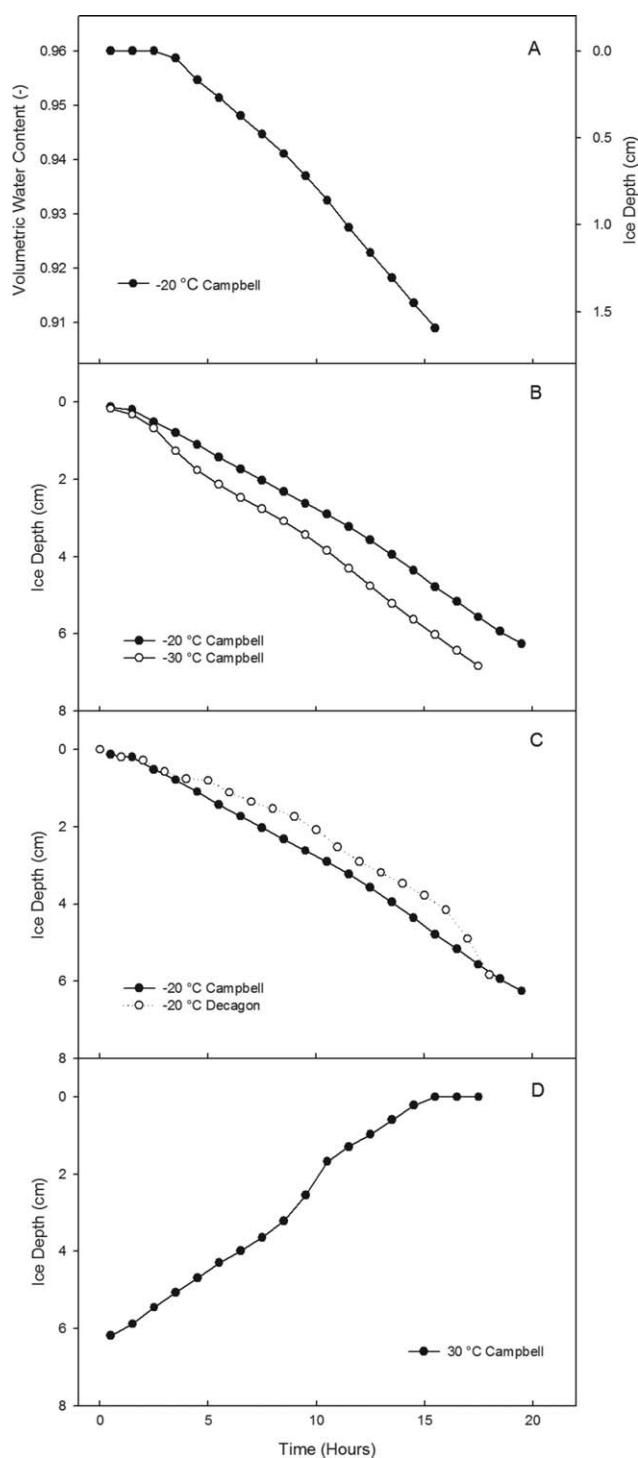 A
0.96
0.95
0.94
0.93
0.92
0.91
Volumetric Water Content (-)
0.0
0.5
1.0
1.5
Ice Depth (cm)
-20 °C Campbell
B
0
2
4
6
8
Ice Depth (cm)
-20 °C Campbell
-30 °C Campbell
C
0
2
4
6
8
Ice Depth (cm)
-20 °C Campbell
-20 °C Decagon
D
0
2
4
6
8
Ice Depth (cm)
30 °C Campbell
0 5 10 15 20
Time (Hours)